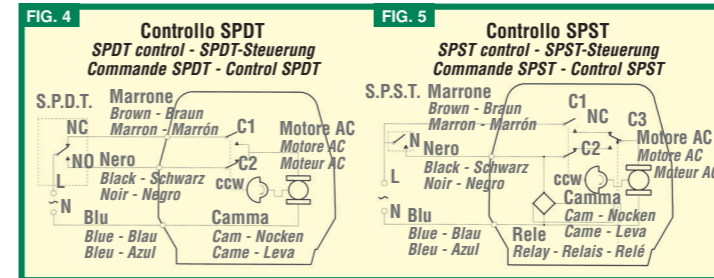 FIG. 4
Controllo SPDT
SPDT control - SPDT-Steuerung
Commande SPDT - Control SPDT
S.P.D.T.
Marrone
Brown - Braun
Marron - Marrón
NC
C1
Motore AC
Motore AC
Moteur AC
NO
Nero
C2
Black - Schwarz
Noir - Negro
ccw
L
~
N
Blu
Camma
Blue - Blau
Cam - Nocken
Bleu - Azul
Came - Leva
FIG. 5
Controllo SPST
SPST control - SPST-Steuerung
Commande SPST - Control SPST
S.P.S.T.
Marrone
Brown - Braun
Marron - Marrón
C1
NC
C3
Motore AC
Motore AC
Moteur AC
N
Nero
C2
Black - Schwarz
Noir - Negro
ccw
L
~
N
Blu
Camma
Cam - Nocken
Came - Leva
Blue - Blau
Bleu - Azul
Relè
Relay - Relais - Relé